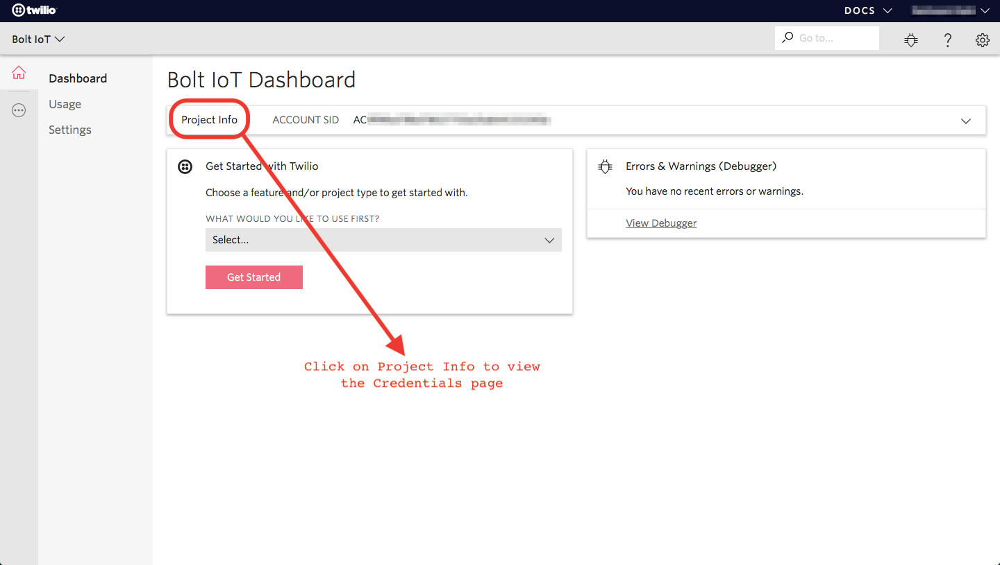 twilio
DOCS
Bolt IoT
Go to...
Dashboard
Usage
Settings
Bolt IoT Dashboard
Project Info ACCOUNT SID AC
Get Started with Twilio
Choose a feature and/or project type to get started with.
WHAT WOULD YOU LIKE TO USE FIRST?
Select...
Get Started
Errors & Warnings (Debugger)
You have no recent errors or warnings.
View Debugger
Click on Project Info to view
the Credentials page